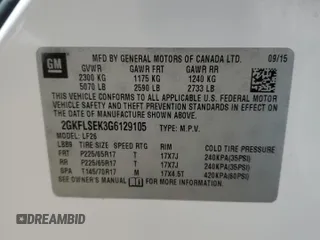 GM
MFD BY GENERAL MOTORS OF CANADA LTD. 09/15
GVWR GAWR FRT GAWR RR
2300 KG 1175 KG 1240 KG
5070 LB 2590 LB 2733 LB
THIS VEHICLE CONFORMS TO ALL APPLICABLE U.S. FEDERAL MOTOR
VEHICLE SAFETY AND THEFT PREVENTION STANDARDS IN EFFECT
ON THE DATE OF MANUFACTURE SHOWN ABOVE.
2GKFLSEK3G6129105 TYPE: M.P.V.
MODEL: LF26
TIRE SIZE SPEED RTG RIM COLD TIRE PRESSURE
FRT P225/65R17 T 17X7J 240KPA(35PSI)
RR P225/65R17 T 17X7J 240KPA(35PSI)
SPA T145/70R17 M 17X4.5T 420KPA(60PSI)
SEE OWNER'S MANUAL FOR ADDITIONAL INFORMATION